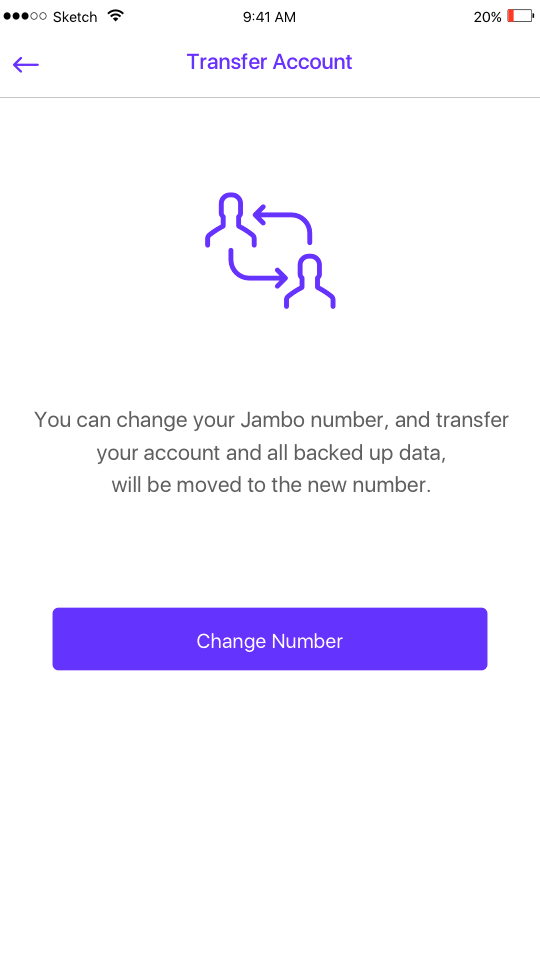 Sketch 9:41 AM 20%
Transfer Account
You can change your Jambo number, and transfer
your account and all backed up data,
will be moved to the new number.
Change Number